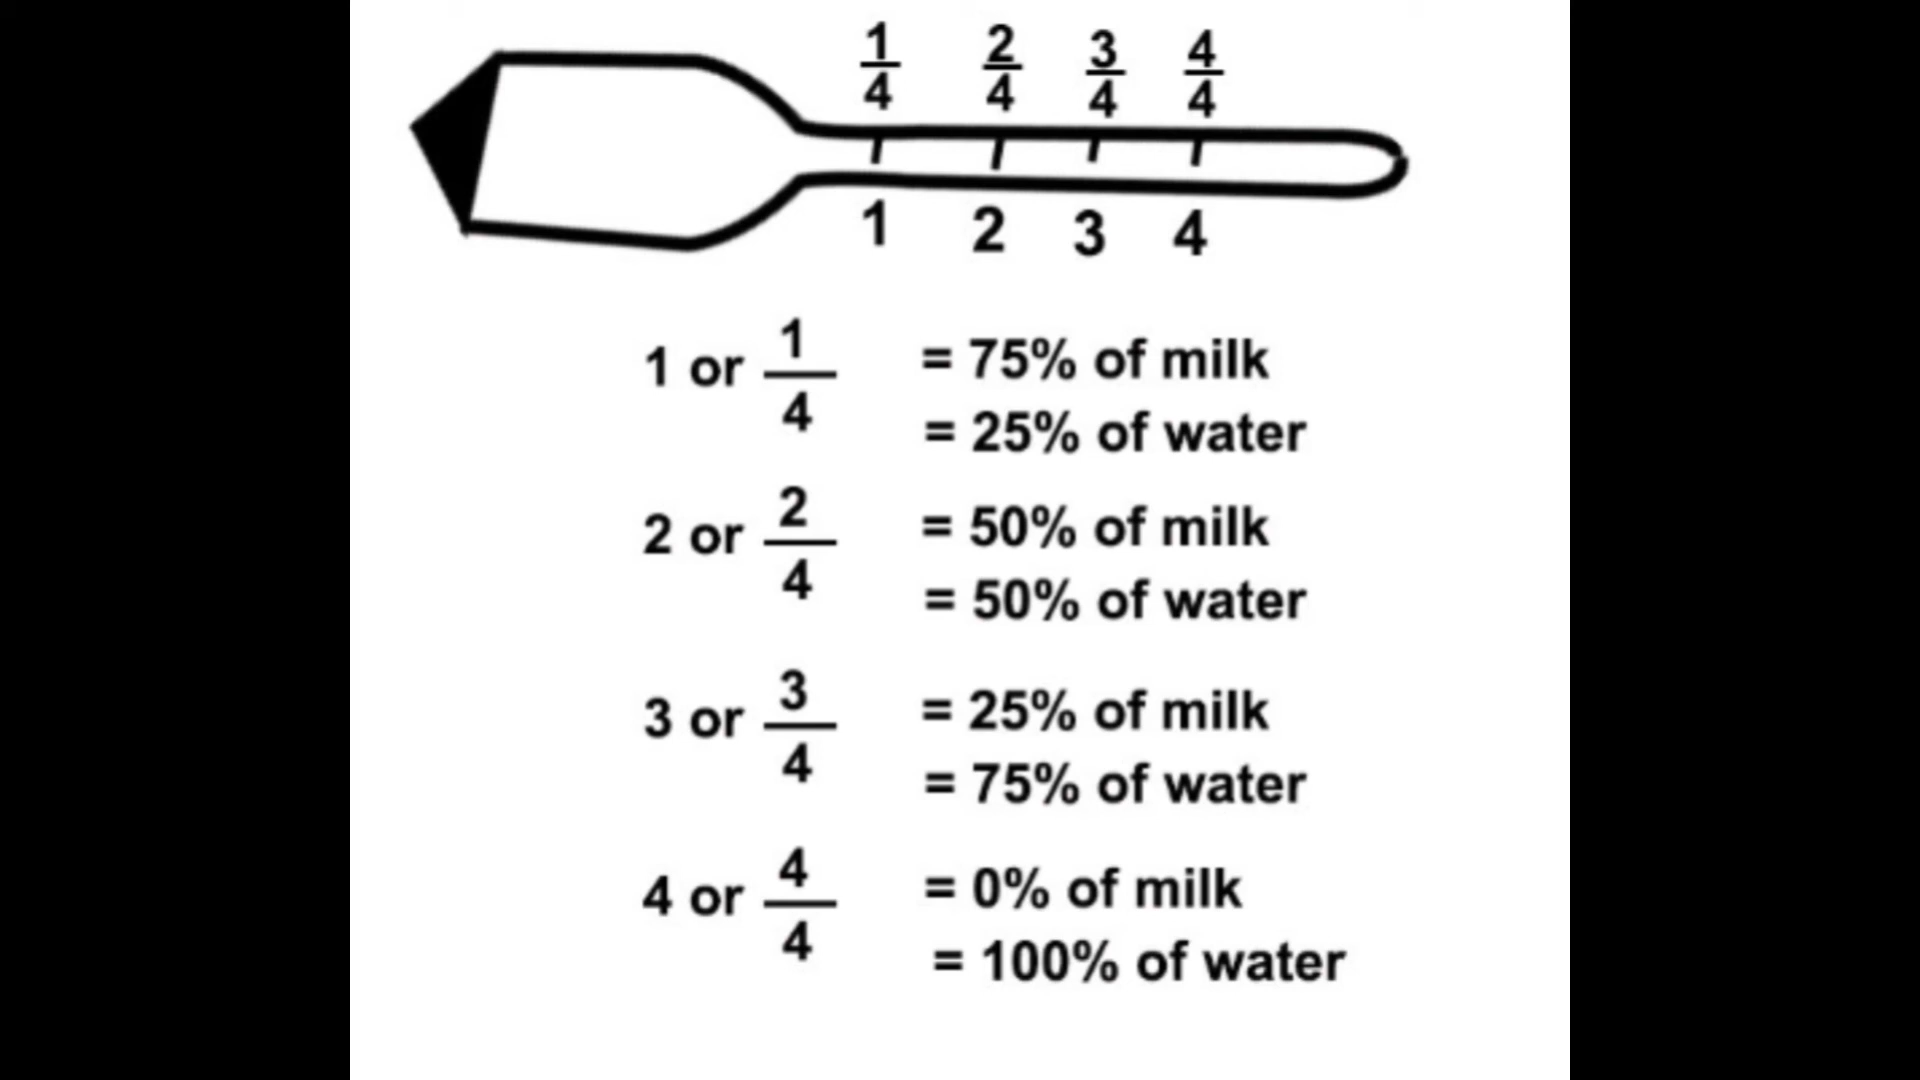 1/4 2/4 3/4 4/4
1 2 3 4
1 or 1/4 = 75% of milk
= 25% of water
2 or 2/4 = 50% of milk
= 50% of water
3 or 3/4 = 25% of milk
= 75% of water
4 or 4/4 = 0% of milk
= 100% of water